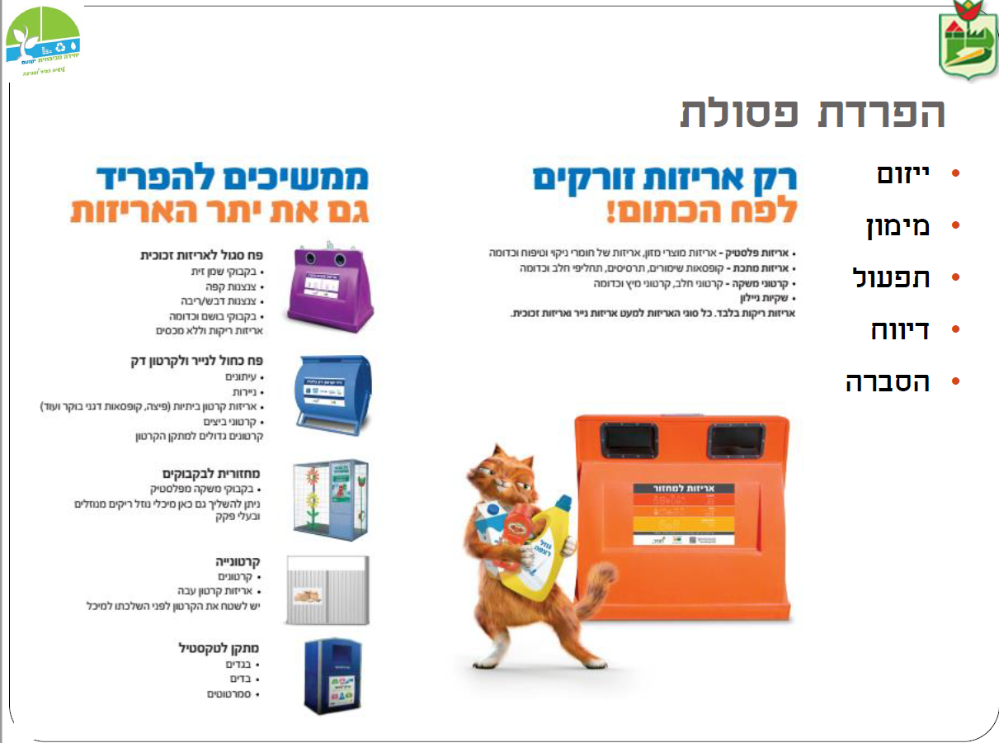 יחידה סביבתית יקנעם
הפרדת פסולת
• ייזום
• מימון
• תפעול
• דיווח
• הסברה
רק אריזות זורקים
לפח הכתום!
• אריזות פלסטיק - אריזות מוצרי מזון, אריזות של חומרי ניקוי וטיפוח וכדומה
• אריזות מתכת - קופסאות שימורים, תרסיסים, תחליפי חלב וכדומה
• קרטוני משקה - קרטוני חלב, קרטוני מיץ וכדומה
• שקיות ניילון
אריזות ריקות בלבד. כל סוגי האריזות למעט אריזות נייר ואריזות זכוכית.
אריזות למחזור
נוזל
רצפה
ממשיכים להפריד
גם את יתר האריזות
פח סגול לאריזות זכוכית
• בקבוקי שמן זית
• צנצנות קפה
• צנצנות דבש/ריבה
• בקבוקי בושם וכדומה
אריזות ריקות וללא מכסים
פח כחול לנייר ולקרטון דק
• עיתונים
• ניירות
• אריזות קרטון ביתיות (פיצה, קופסאות דגני בוקר ועוד)
• קרטוני ביצים
קרטונים גדולים למתקן הקרטון
מחזורית לבקבוקים
• בקבוקי משקה מפלסטיק
ניתן להשליך גם כאן מיכלי נוזל ריקים מנוזלים
ובעלי פקק
קרטונייה
• קרטונים
• אריזות קרטון עבה
יש לשטח את הקרטון לפני השלכתו למיכל
מתקן לטקסטיל
• בגדים
• בדים
• סמרטוטים